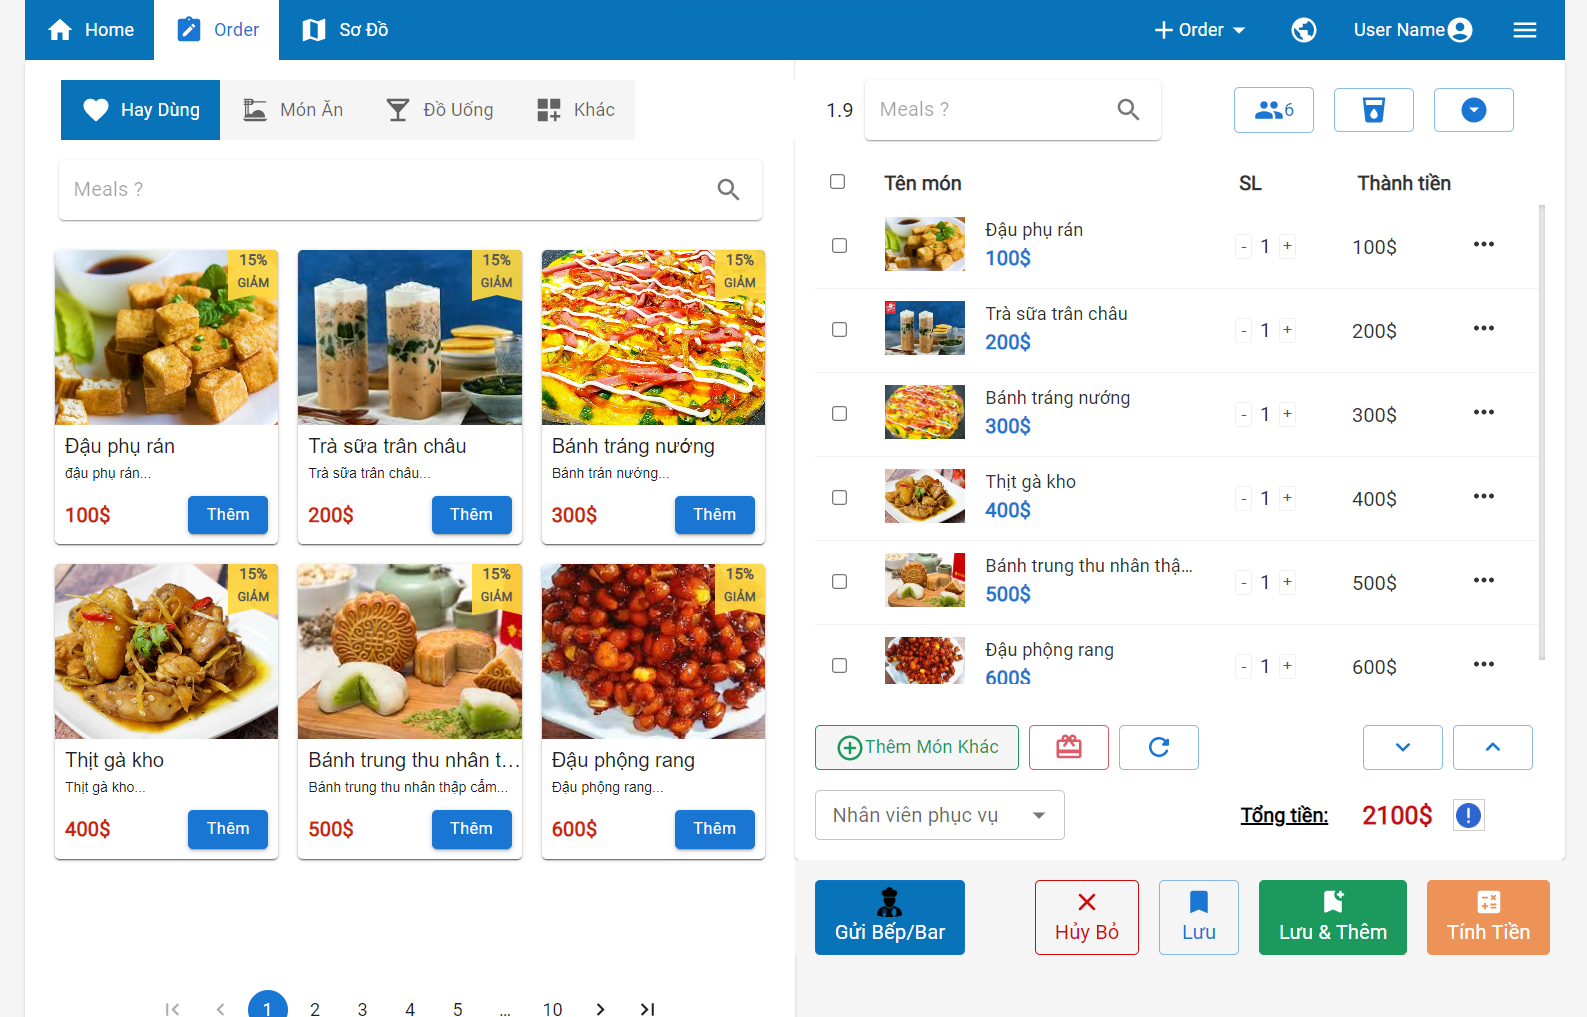 Home
Order
Sơ Đồ
Order
User Name
Hay Dùng
Món Ăn
Đồ Uống
Khác
Meals ?
15%
GIẢM
15%
GIẢM
15%
GIẢM
Đậu phụ rán
Trà sữa trân châu
Bánh tráng nướng
đậu phụ rán...
Trà sữa trân châu...
Bánh trán nướng...
100$
Thêm
200$
Thêm
300$
Thêm
15%
GIẢM
15%
GIẢM
15%
GIẢM
Thịt gà kho
Bánh trung thu nhân t...
Đậu phộng rang
Thịt gà kho...
Bánh trung thu nhân thập cẩm...
Đậu phộng rang...
400$
Thêm
500$
Thêm
600$
Thêm
1
2
3
4
5
...
10
1.9
Meals ?
6
Tên món
SL
Thành tiền
Đậu phụ rán
100$
- 1 +
100$
Trà sữa trân châu
200$
- 1 +
200$
Bánh tráng nướng
300$
- 1 +
300$
Thịt gà kho
400$
- 1 +
400$
Bánh trung thu nhân thậ...
500$
- 1 +
500$
Đậu phộng rang
600$
- 1 +
600$
Thêm Món Khác
Nhân viên phục vụ
Tổng tiền:
2100$
Gửi Bếp/Bar
Hủy Bỏ
Lưu
Lưu & Thêm
Tính Tiền